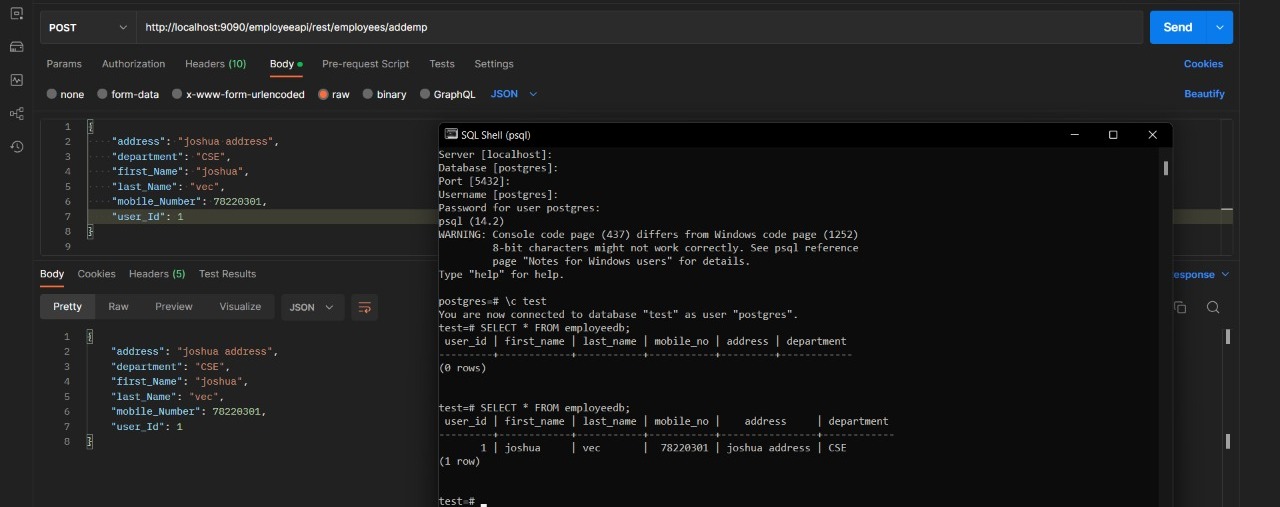 POST
http://localhost:9090/employeeapi/rest/employees/addemp
Send
Params Authorization Headers (10) Body Pre-request Script Tests Settings
Cookies
none form-data x-www-form-urlencoded raw binary GraphQL JSON
Beautify
1 {
2 "address": "joshua address",
3 "department": "CSE",
4 "first_Name": "joshua",
5 "last_Name": "vec",
6 "mobile_Number": 78220301,
7 "user_Id": 1
8 }
9
Body Cookies Headers (5) Test Results
esponse
Pretty Raw Preview Visualize JSON
1 {
2 "address": "joshua address",
3 "department": "CSE",
4 "first_Name": "joshua",
5 "last_Name": "vec",
6 "mobile_Number": 78220301,
7 "user_Id": 1
8 }
SQL Shell (psql)
Server [localhost]:
Database [postgres]:
Port [5432]:
Username [postgres]:
Password for user postgres:
psql (14.2)
WARNING: Console code page (437) differs from Windows code page (1252)
8-bit characters might not work correctly. See psql reference
page "Notes for Windows users" for details.
Type "help" for help.
postgres=# \c test
You are now connected to database "test" as user "postgres".
test=# SELECT * FROM employeedb;
user_id | first_name | last_name | mobile_no | address | department
---------+------------+-----------+-----------+---------+------------
(0 rows)
test=# SELECT * FROM employeedb;
user_id | first_name | last_name | mobile_no | address | department
---------+------------+-----------+-----------+----------------+------------
1 | joshua | vec | 78220301 | joshua address | CSE
(1 row)
test=#